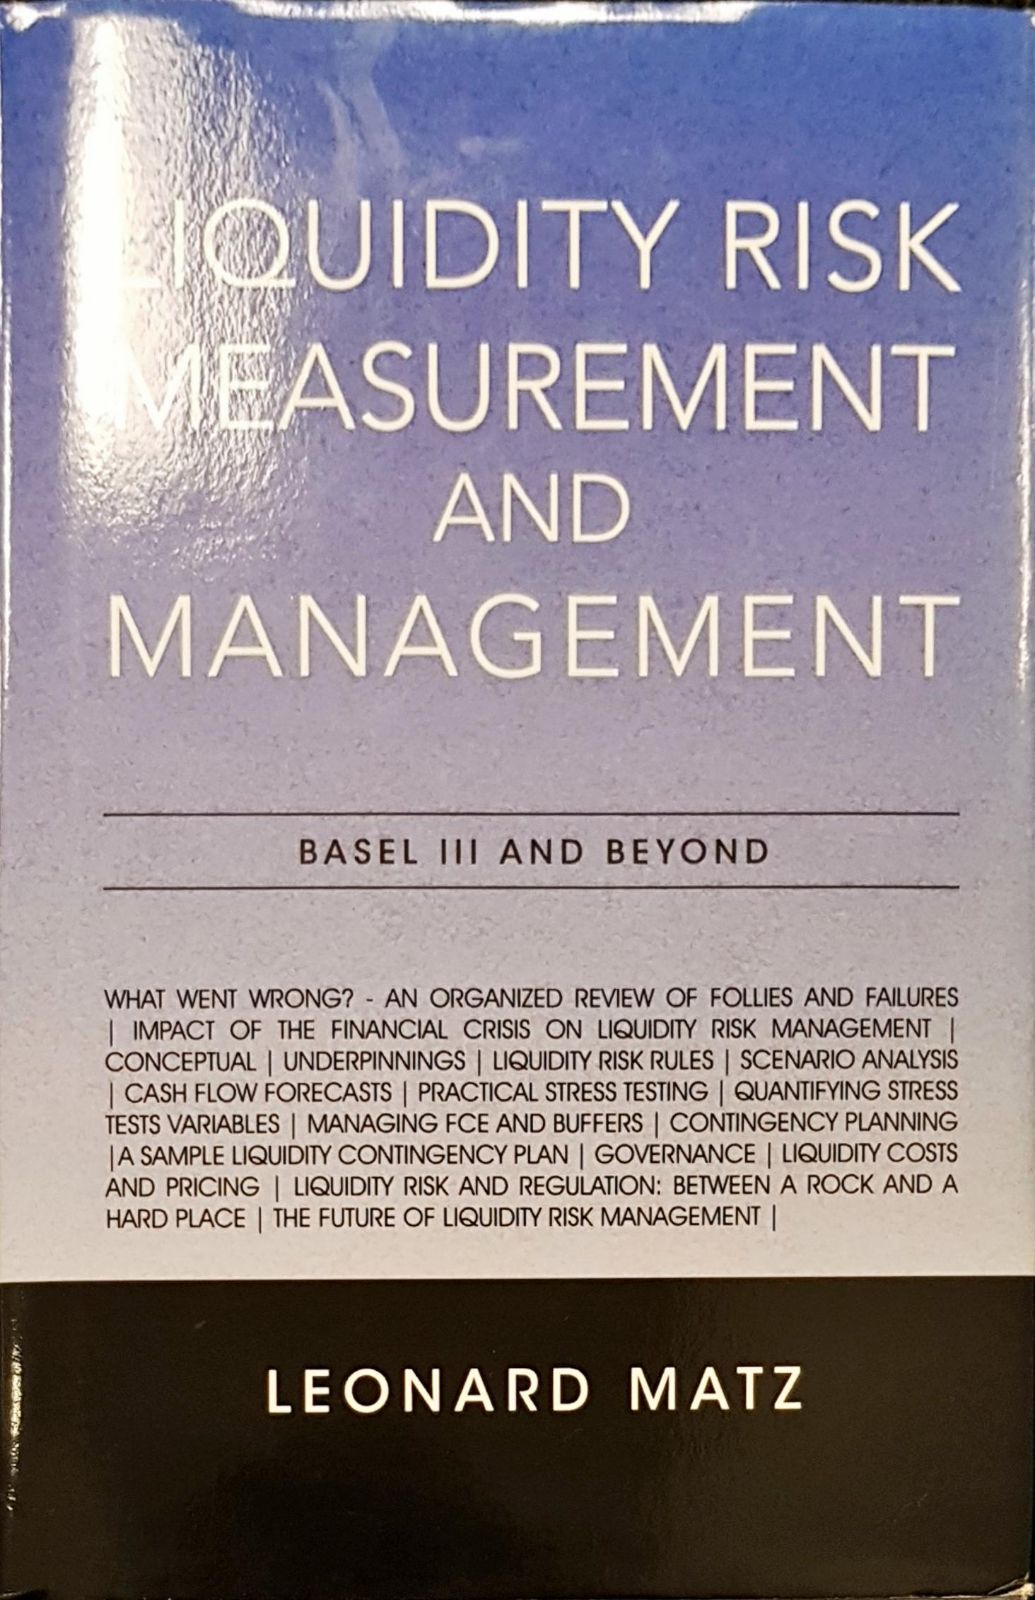 LIQUIDITY RISK
MEASUREMENT
AND
MANAGEMENT
BASEL III AND BEYOND
WHAT WENT WRONG? - AN ORGANIZED REVIEW OF FOLLIES AND FAILURES
| IMPACT OF THE FINANCIAL CRISIS ON LIQUIDITY RISK MANAGEMENT |
CONCEPTUAL | UNDERPINNINGS | LIQUIDITY RISK RULES | SCENARIO ANALYSIS
| CASH FLOW FORECASTS | PRACTICAL STRESS TESTING | QUANTIFYING STRESS
TESTS VARIABLES | MANAGING FCE AND BUFFERS | CONTINGENCY PLANNING
|A SAMPLE LIQUIDITY CONTINGENCY PLAN | GOVERNANCE | LIQUIDITY COSTS
AND PRICING | LIQUIDITY RISK AND REGULATION: BETWEEN A ROCK AND A
HARD PLACE | THE FUTURE OF LIQUIDITY RISK MANAGEMENT |
LEONARD MATZ